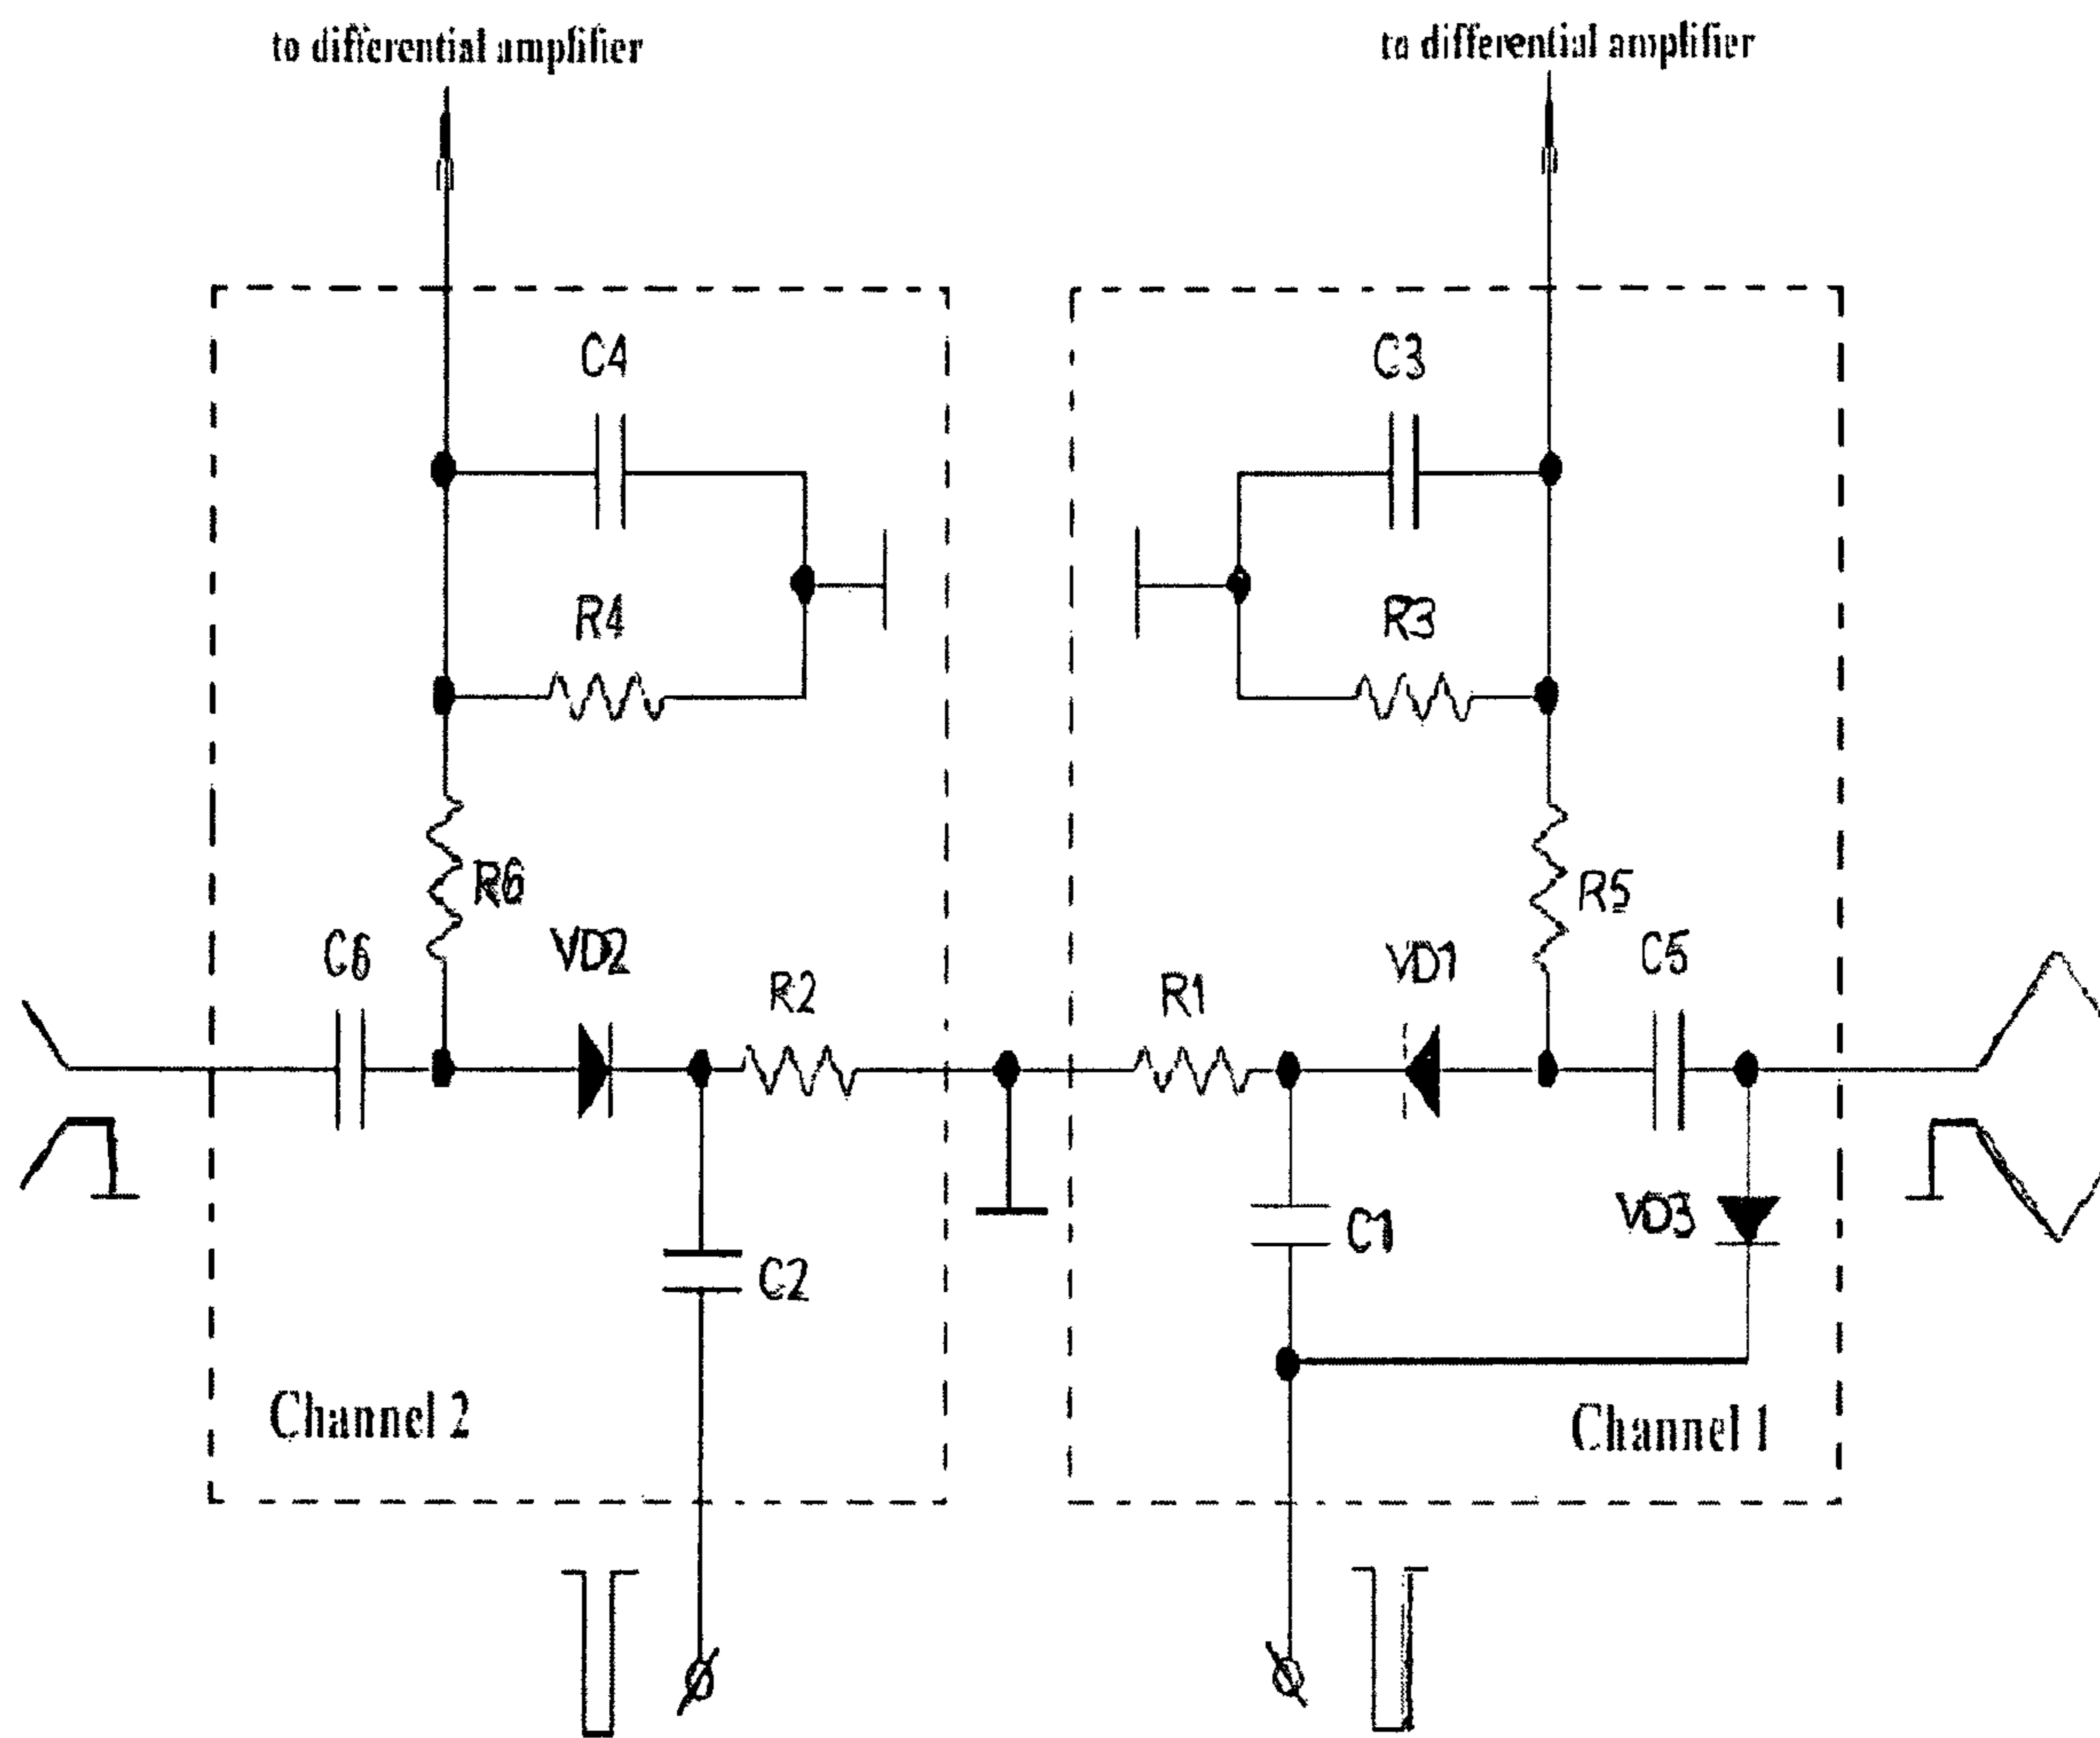 to differential amplifier
to differential amplifier
C4
C3
R4
R3
R6
R5
C6
VD2
R2
R1
VD1
C5
VD3
C1
C2
Channel 2
Channel 1